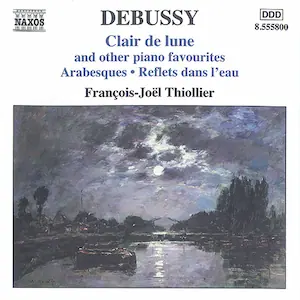 NAXOS
DEBUSSY
DDD
8.555800
Clair de lune
and other piano favourites
Arabesques • Reflets dans l'eau
François-Joël Thiollier